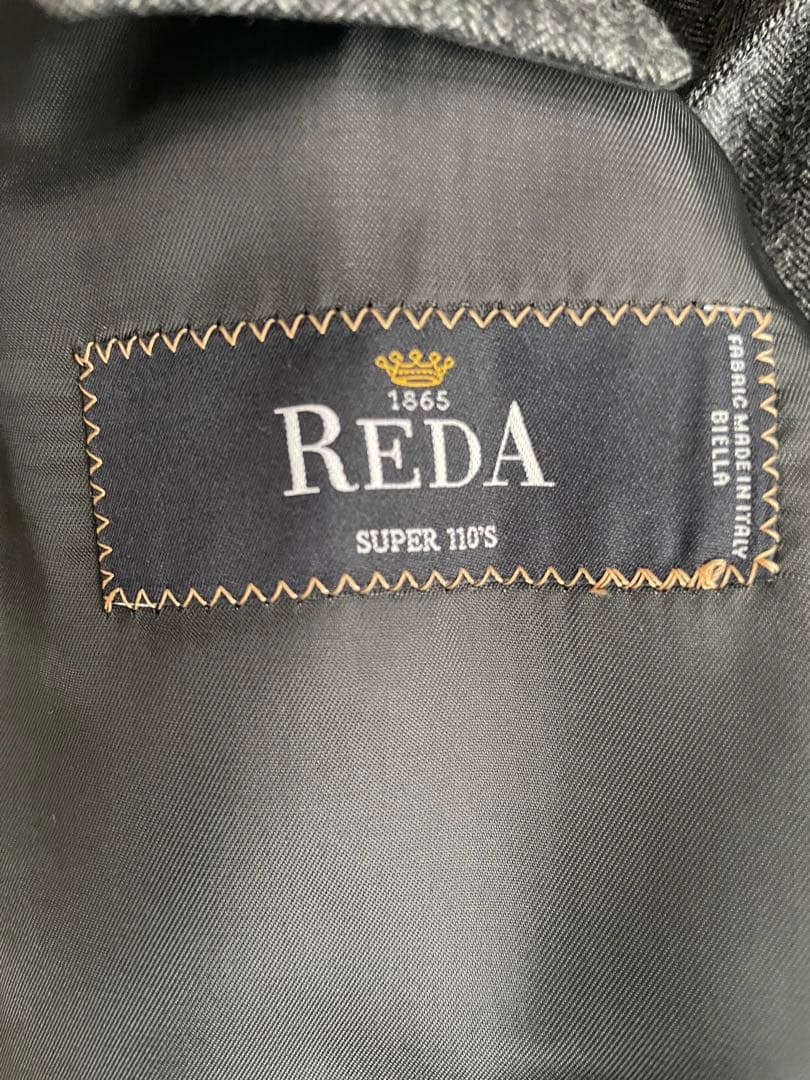 1865
REDA
SUPER 110'S
FABRIC MADE IN ITALY
BIELLA